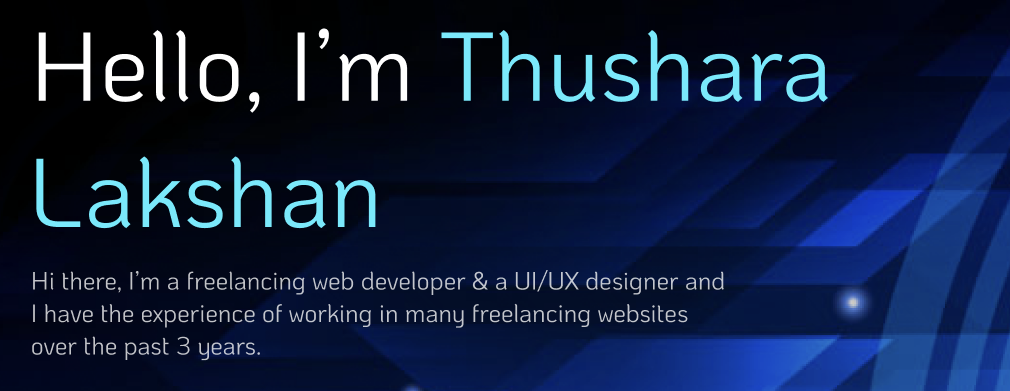 Hello, I'm Thushara
Lakshan
Hi there, I'm a freelancing web developer & a UI/UX designer and
I have the experience of working in many freelancing websites
over the past 3 years.